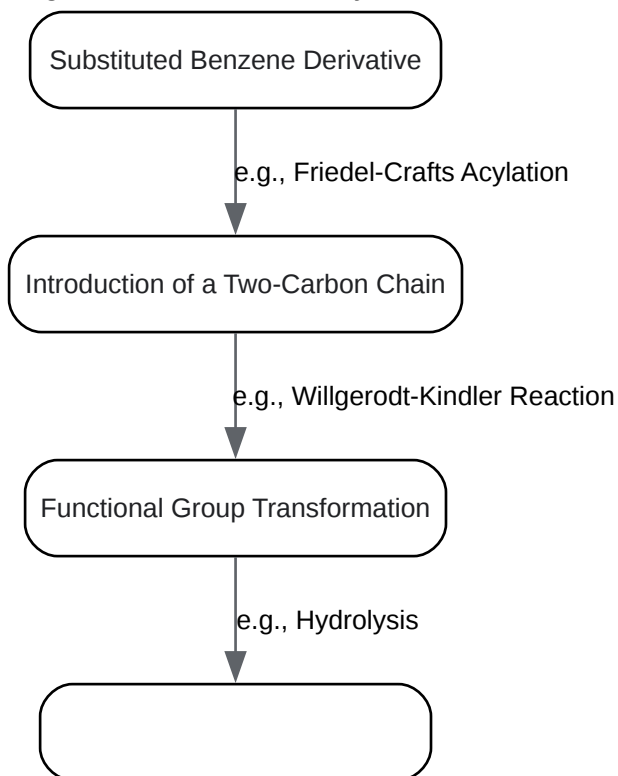 Substituted Benzene Derivative
e.g., Friedel-Crafts Acylation
Introduction of a Two-Carbon Chain
e.g., Willgerodt-Kindler Reaction
Functional Group Transformation
e.g., Hydrolysis